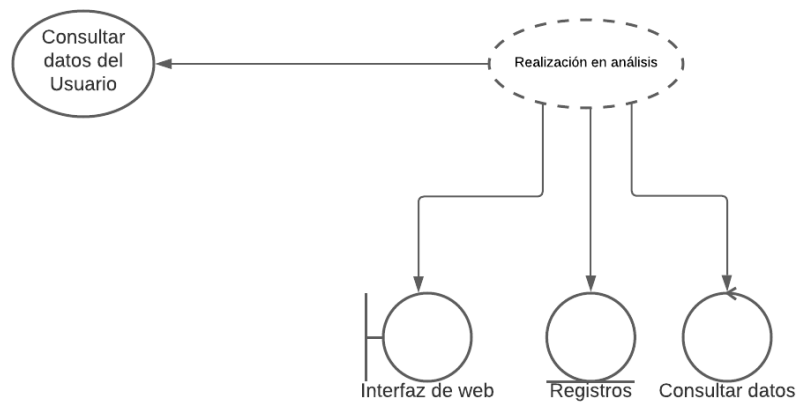 Consultar
datos del
Usuario
Realización en análisis
Interfaz de web
Registros
Consultar datos